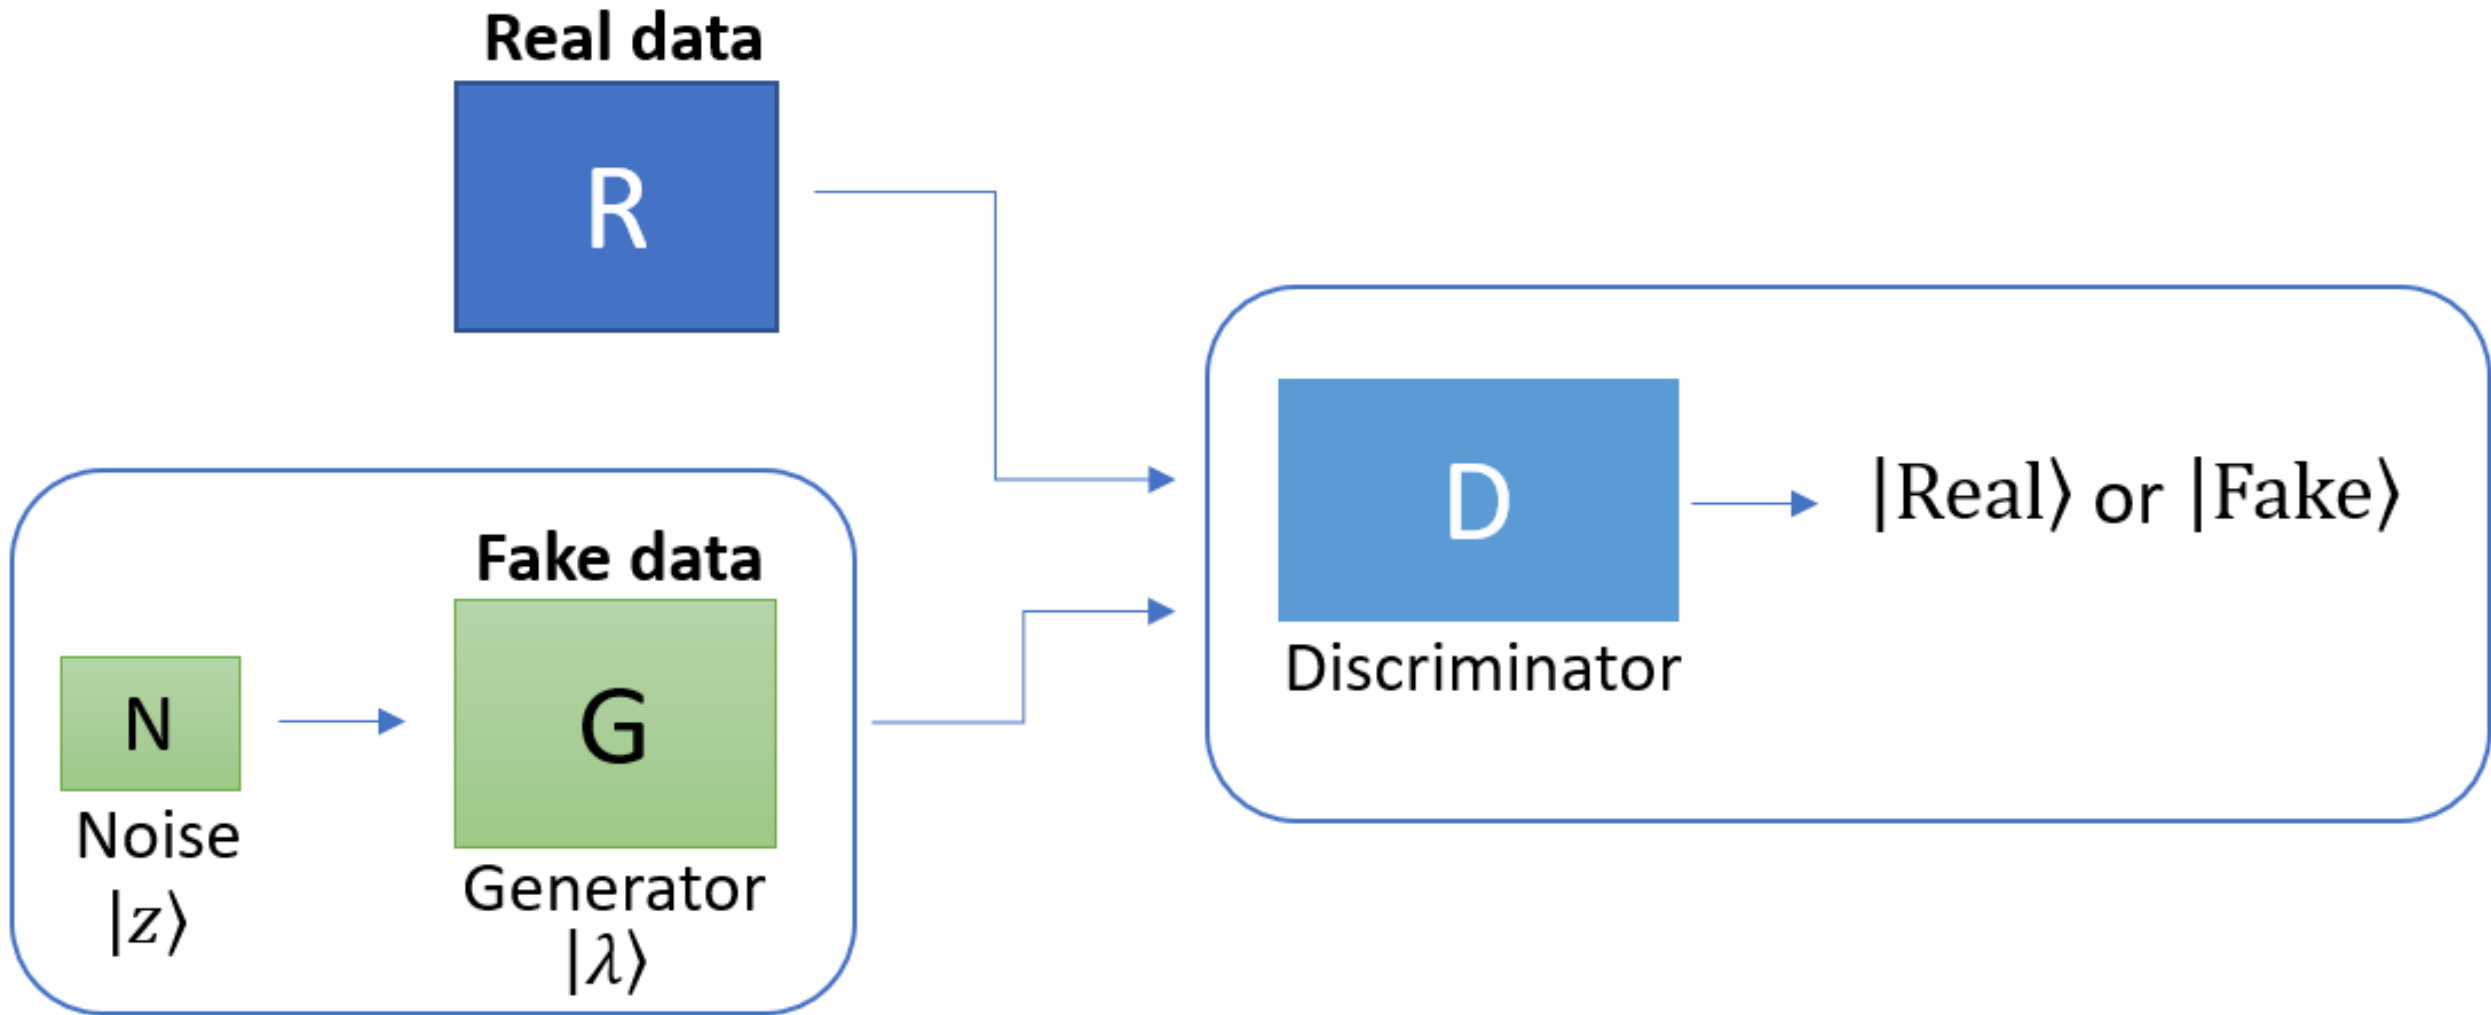 Real data
R
Fake data
N
Noise
|z⟩
G
Generator
|λ⟩
D
Discriminator
|Real⟩ or |Fake⟩